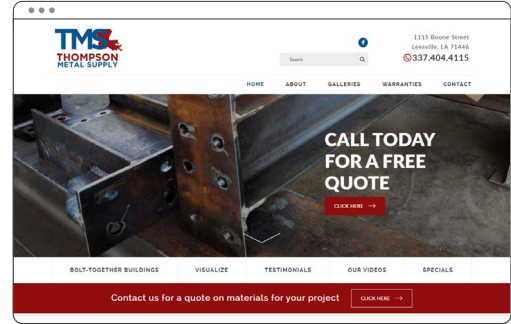 TMS
THOMPSON
METAL SUPPLY
1115 Boone Street
Leesville, LA 71446
337.404.4115
Search
HOME ABOUT GALLERIES WARRANTIES CONTACT
CALL TODAY
FOR A FREE
QUOTE
CLICK HERE →
BOLT-TOGETHER BUILDINGS VISUALIZE TESTIMONIALS OUR VIDEOS SPECIALS
Contact us for a quote on materials for your project CLICK HERE →